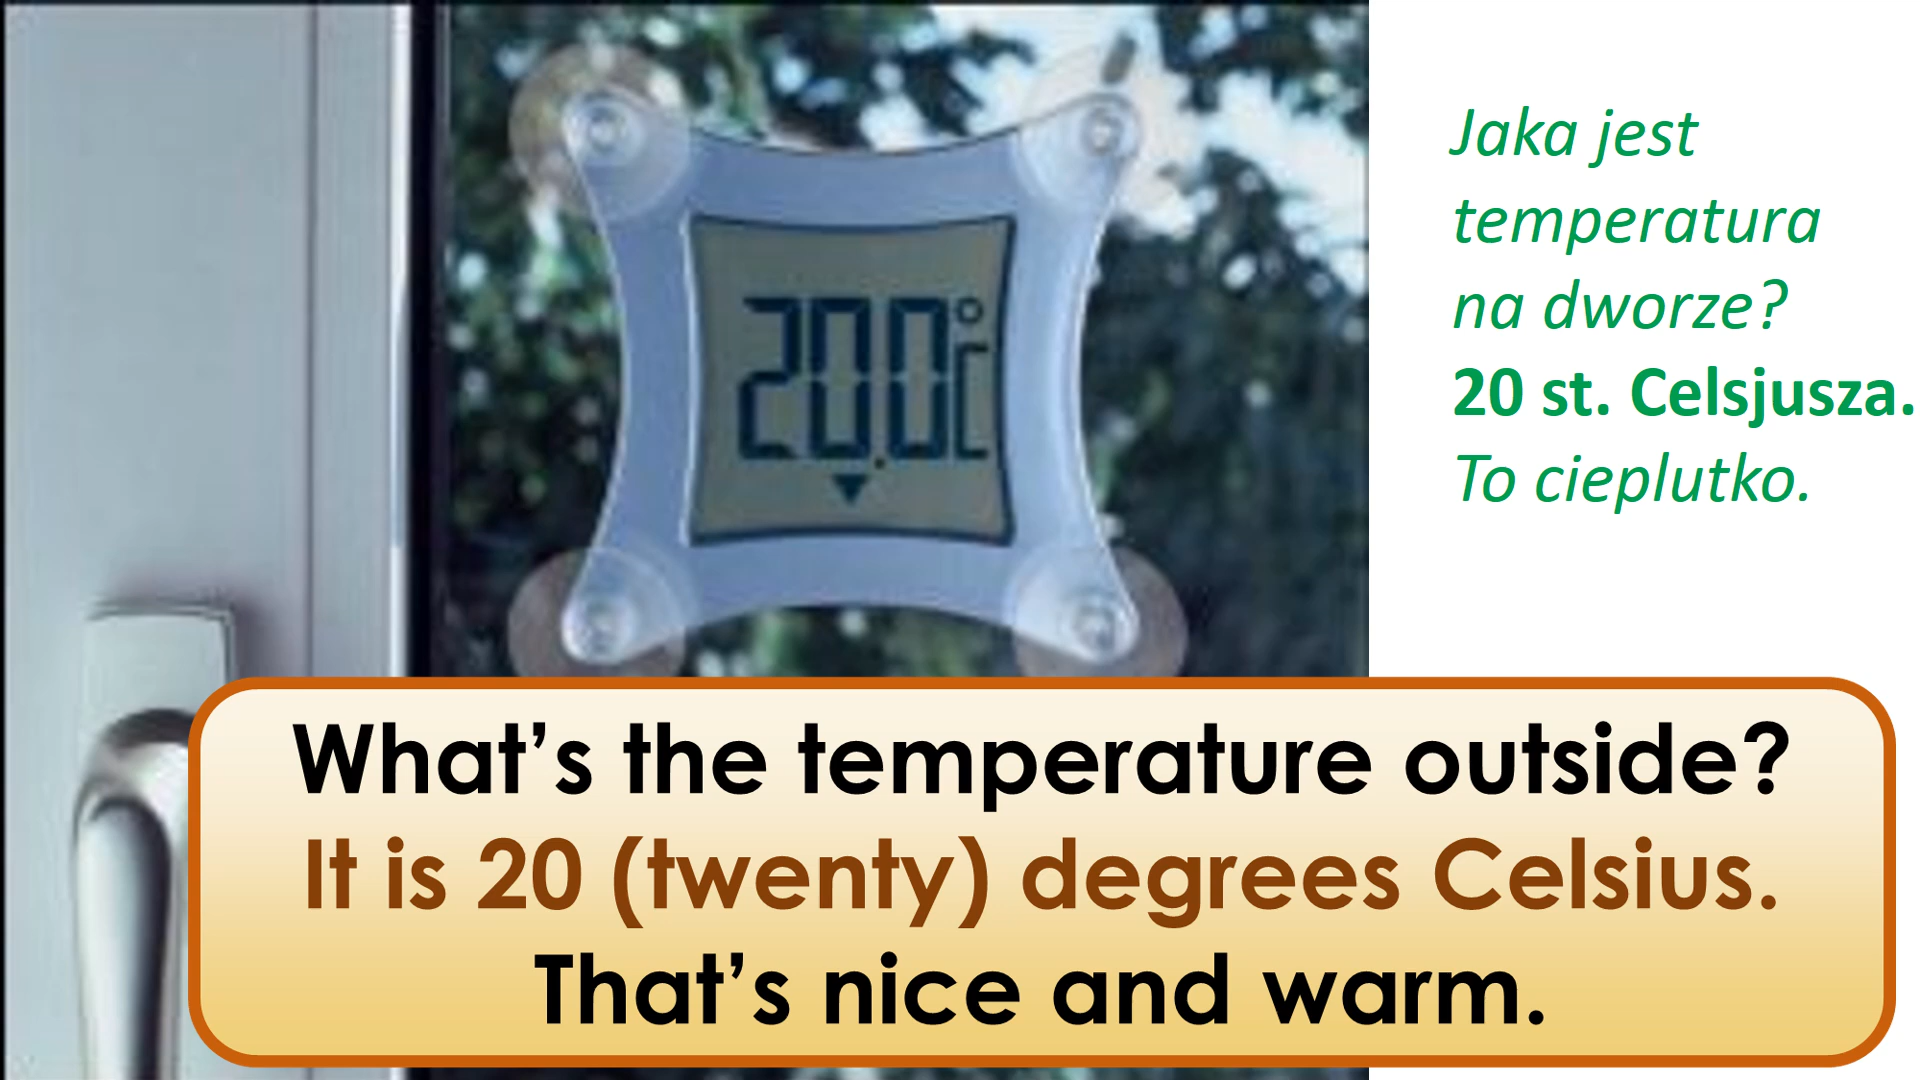 20.0°C
Jaka jest
temperatura
na dworze?
20 st. Celsjusza.
To cieplutko.
What’s the temperature outside?
It is 20 (twenty) degrees Celsius.
That’s nice and warm.